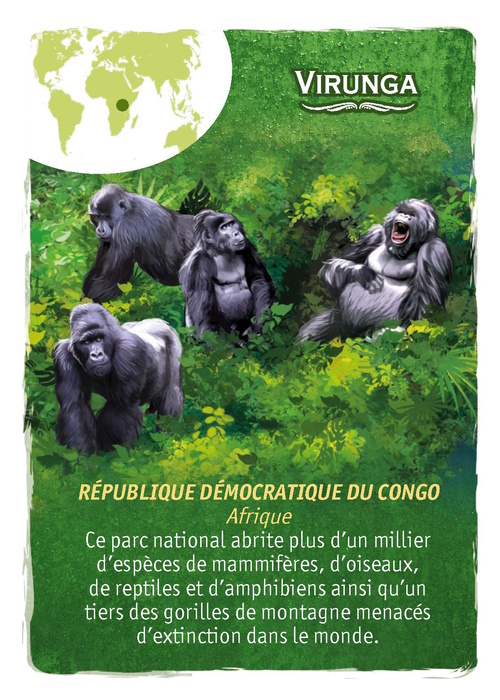 VIRUNGA
RÉPUBLIQUE DÉMOCRATIQUE DU CONGO
Afrique
Ce parc national abrite plus d'un millier
d'espèces de mammifères, d'oiseaux,
de reptiles et d'amphibiens ainsi qu'un
tiers des gorilles de montagne menacés
d'extinction dans le monde.